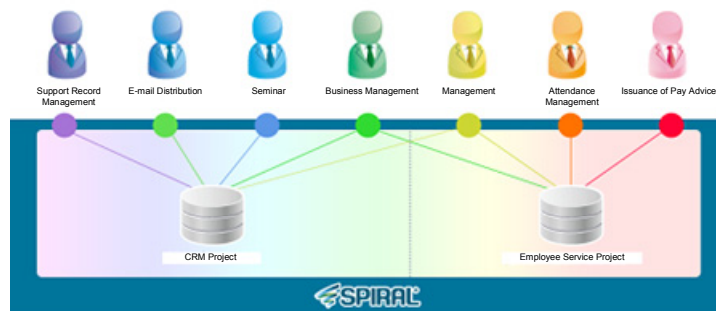 Support Record
Management
E-mail Distribution
Seminar
Business Management
Management
Attendance
Management
Issuance of Pay Advice
CRM Project
Employee Service Project
SPIRAL®